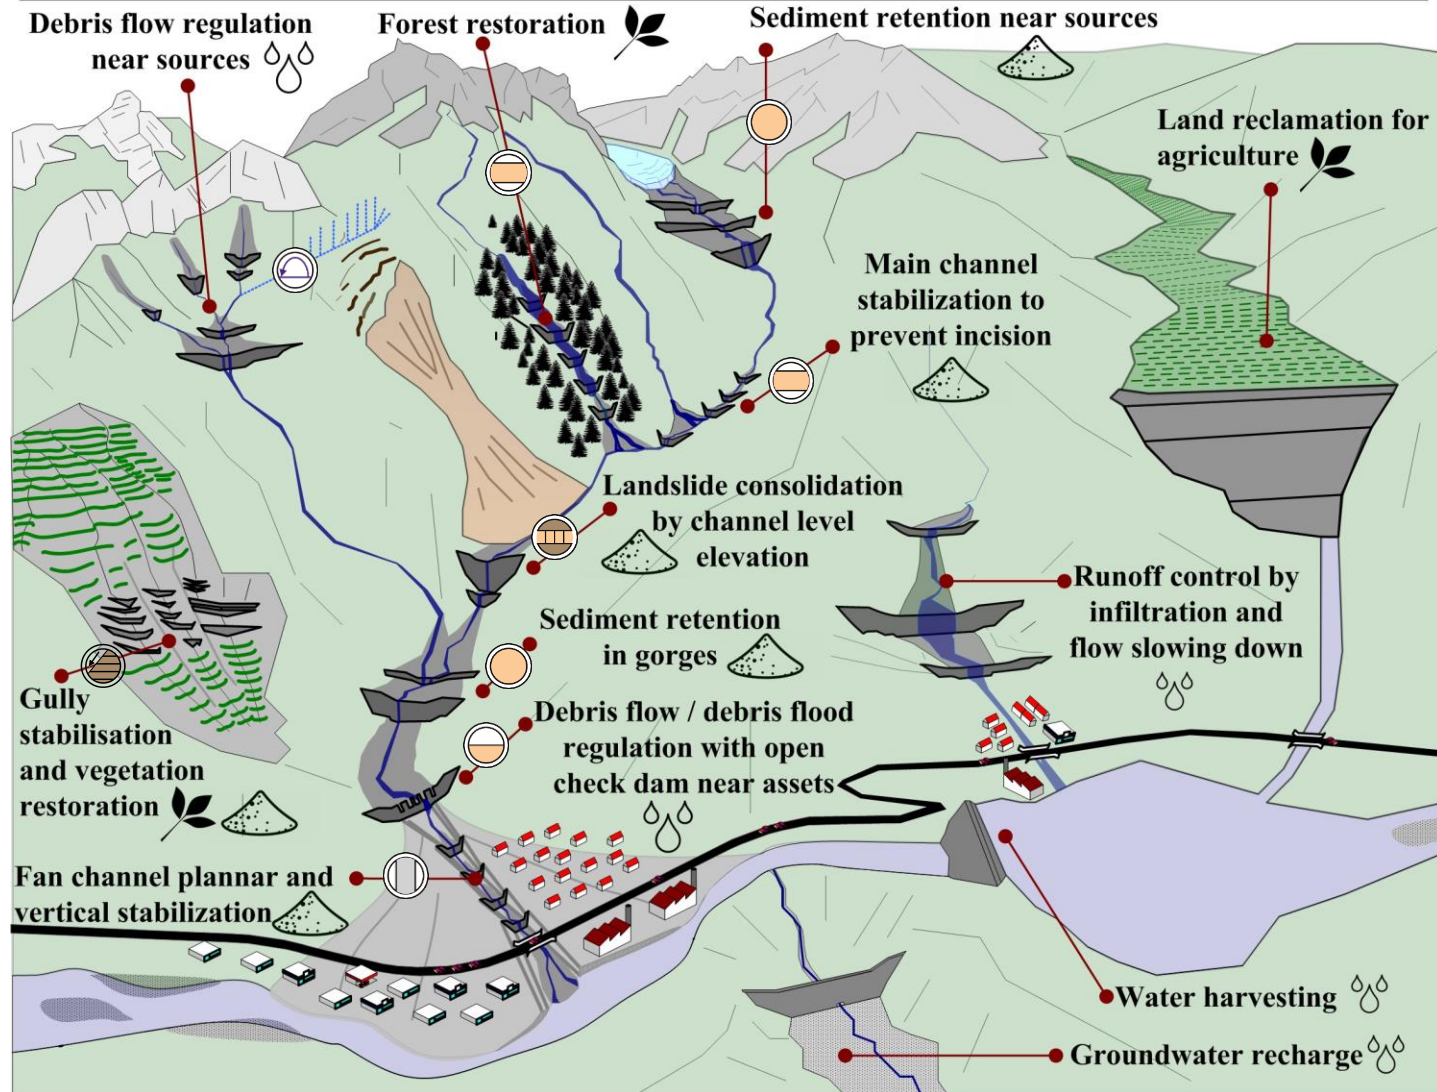 Debris flow regulation
near sources
Forest restoration
Sediment retention near sources
Land reclamation for
agriculture
Main channel
stabilization to
prevent incision
Landslide consolidation
by channel level
elevation
Runoff control by
infiltration and
flow slowing down
Sediment retention
in gorges
Gully
stabilisation
and vegetation
restoration
Debris flow / debris flood
regulation with open
check dam near assets
Fan channel plannar and
vertical stabilization
Water harvesting
Groundwater recharge